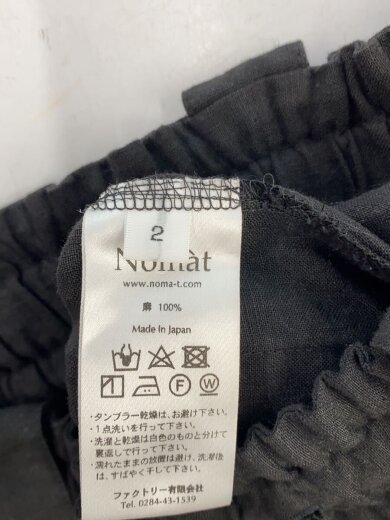 2
Nomàt
www.noma-t.com
麻 100%
Made In Japan
F
W
・タンブラー乾燥は、お避け下さい。
・1点洗いを行って下さい。
・洗濯と乾燥は白色のものと分けて
裏返しで行って下さい。
・濡れたままの放置は避け、洗濯後
は、すばやく干して下さい。
ファクトリー有限会社
Tel. 0284-43-1539